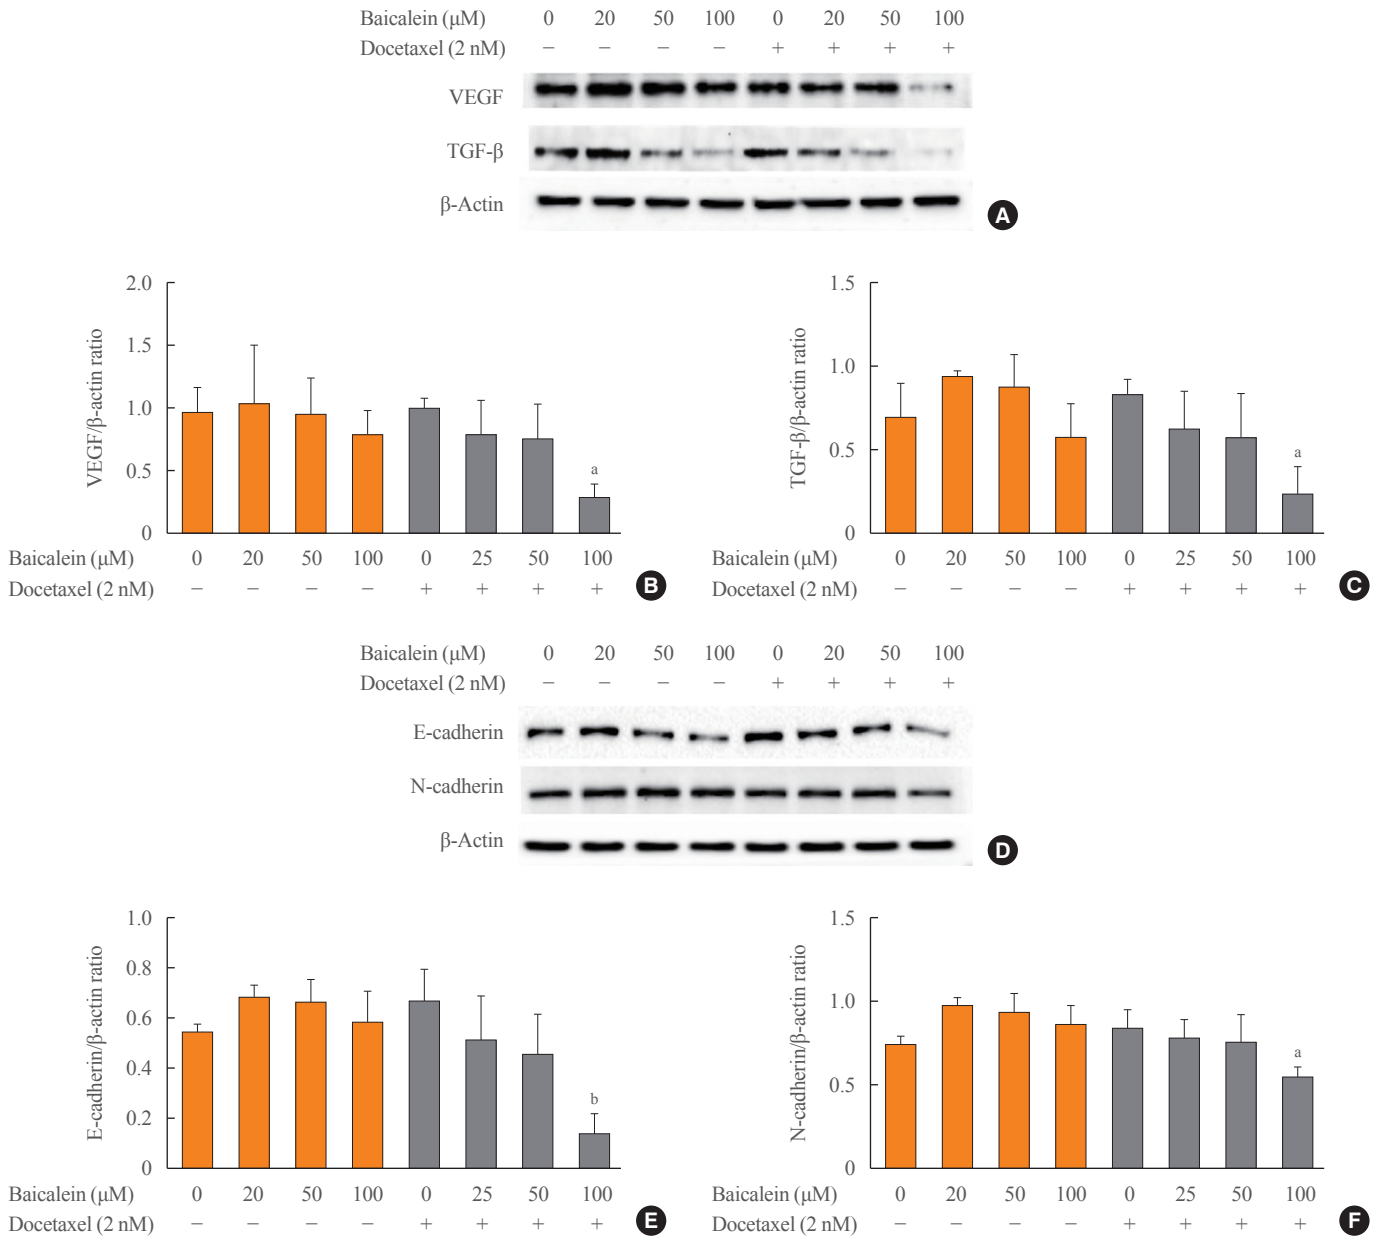 Baicalein (μM) 0 20 50 100 0 20 50 100
Docetaxel (2 nM) − − − − + + + +
VEGF
TGF-β
β-Actin
A
2.0
1.5
1.0
0.5
0
VEGF/β-actin ratio
a
Baicalein (μM) 0 20 50 100 0 25 50 100
Docetaxel (2 nM) − − − − + + + +
B
1.5
1.0
0.5
0
TGF-β/β-actin ratio
a
Baicalein (μM) 0 20 50 100 0 25 50 100
Docetaxel (2 nM) − − − − + + + +
C
Baicalein (μM) 0 20 50 100 0 20 50 100
Docetaxel (2 nM) − − − − + + + +
E-cadherin
N-cadherin
β-Actin
D
1.0
0.8
0.6
0.4
0.2
0
E-cadherin/β-actin ratio
b
Baicalein (μM) 0 20 50 100 0 25 50 100
Docetaxel (2 nM) − − − − + + + +
E
1.5
1.0
0.5
0
N-cadherin/β-actin ratio
a
Baicalein (μM) 0 20 50 100 0 25 50 100
Docetaxel (2 nM) − − − − + + + +
F